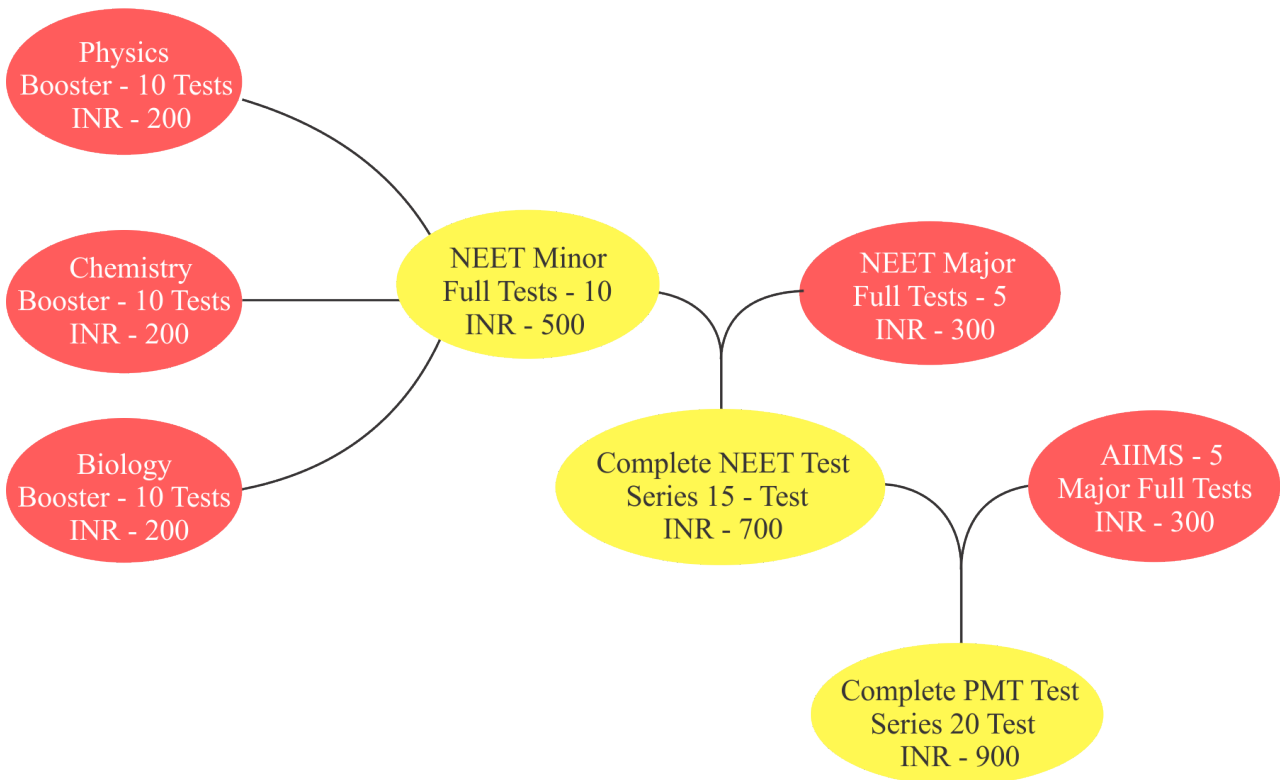 Physics
Booster - 10 Tests
INR - 200
Chemistry
Booster - 10 Tests
INR - 200
Biology
Booster - 10 Tests
INR - 200
NEET Minor
Full Tests - 10
INR - 500
NEET Major
Full Tests - 5
INR - 300
Complete NEET Test
Series 15 - Test
INR - 700
AIIMS - 5
Major Full Tests
INR - 300
Complete PMT Test
Series 20 Test
INR - 900